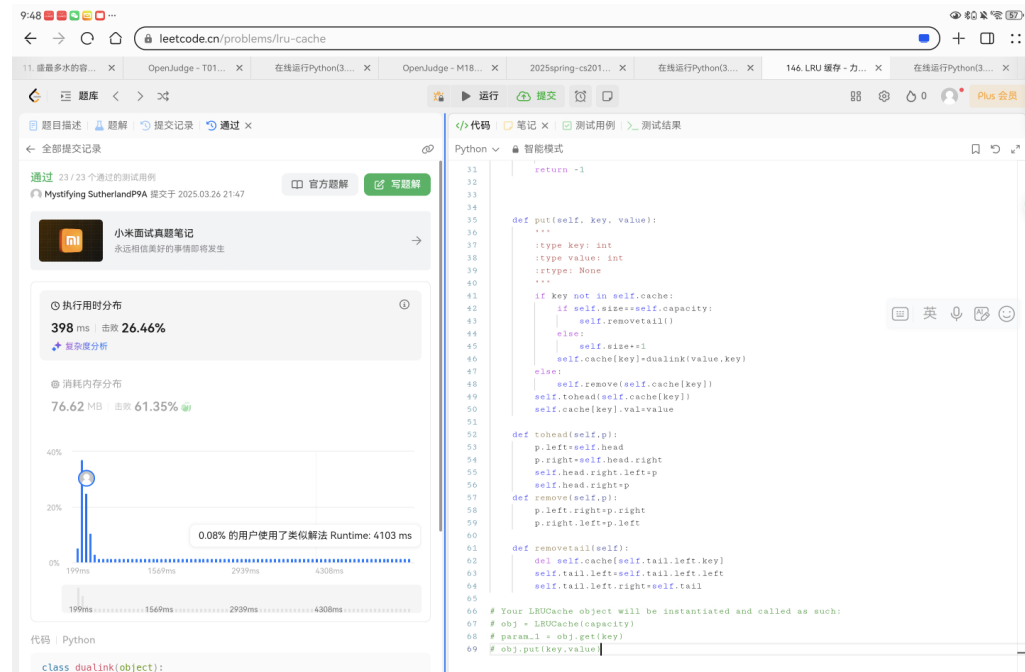 9:48
57
leetcode.cn/problems/lru-cache
11. 盛最多水的容...
OpenJudge - T01...
在线运行Python(3....
OpenJudge - M18...
2025spring-cs201...
在线运行Python(3....
146. LRU 缓存 - 力...
在线运行Python(3....
题库
运行
提交
0
Plus 会员
题目描述
题解
提交记录
通过
全部提交记录
通过 23 / 23 个通过的测试用例
Mystifying SutherlandP9A 提交于 2025.03.26 21:47
官方题解
写题解
小米面试真题笔记
永远相信美好的事情即将发生
执行用时分布
398 ms 击败 26.46%
复杂度分析
消耗内存分布
76.62 MB 击败 61.35%
40%
20%
0%
0.08% 的用户使用了类似解法 Runtime: 4103 ms
199ms 1569ms 2939ms 4308ms
199ms 1569ms 2939ms 4308ms
代码 Python
class dualink(object):
代码
笔记
测试用例
测试结果
Python
智能模式
31 return -1
32
33
34
35 def put(self, key, value):
36 """
37 :type key: int
38 :type value: int
39 :rtype: None
40 """
41 if key not in self.cache:
42 if self.size==self.capacity:
43 self.removetail()
44 else:
45 self.size+=1
46 self.cache[key]=dualink(value,key)
47 else:
48 self.remove(self.cache[key])
49 self.tohead(self.cache[key])
50 self.cache[key].val=value
51
52 def tohead(self,p):
53 p.left=self.head
54 p.right=self.head.right
55 self.head.right.left=p
56 self.head.right=p
57 def remove(self,p):
58 p.left.right=p.right
59 p.right.left=p.left
60
61 def removetail(self):
62 del self.cache[self.tail.left.key]
63 self.tail.left=self.tail.left.left
64 self.tail.left.right=self.tail
65
66 # Your LRUCache object will be instantiated and called as such:
67 # obj = LRUCache(capacity)
68 # param_1 = obj.get(key)
69 # obj.put(key,value)
英